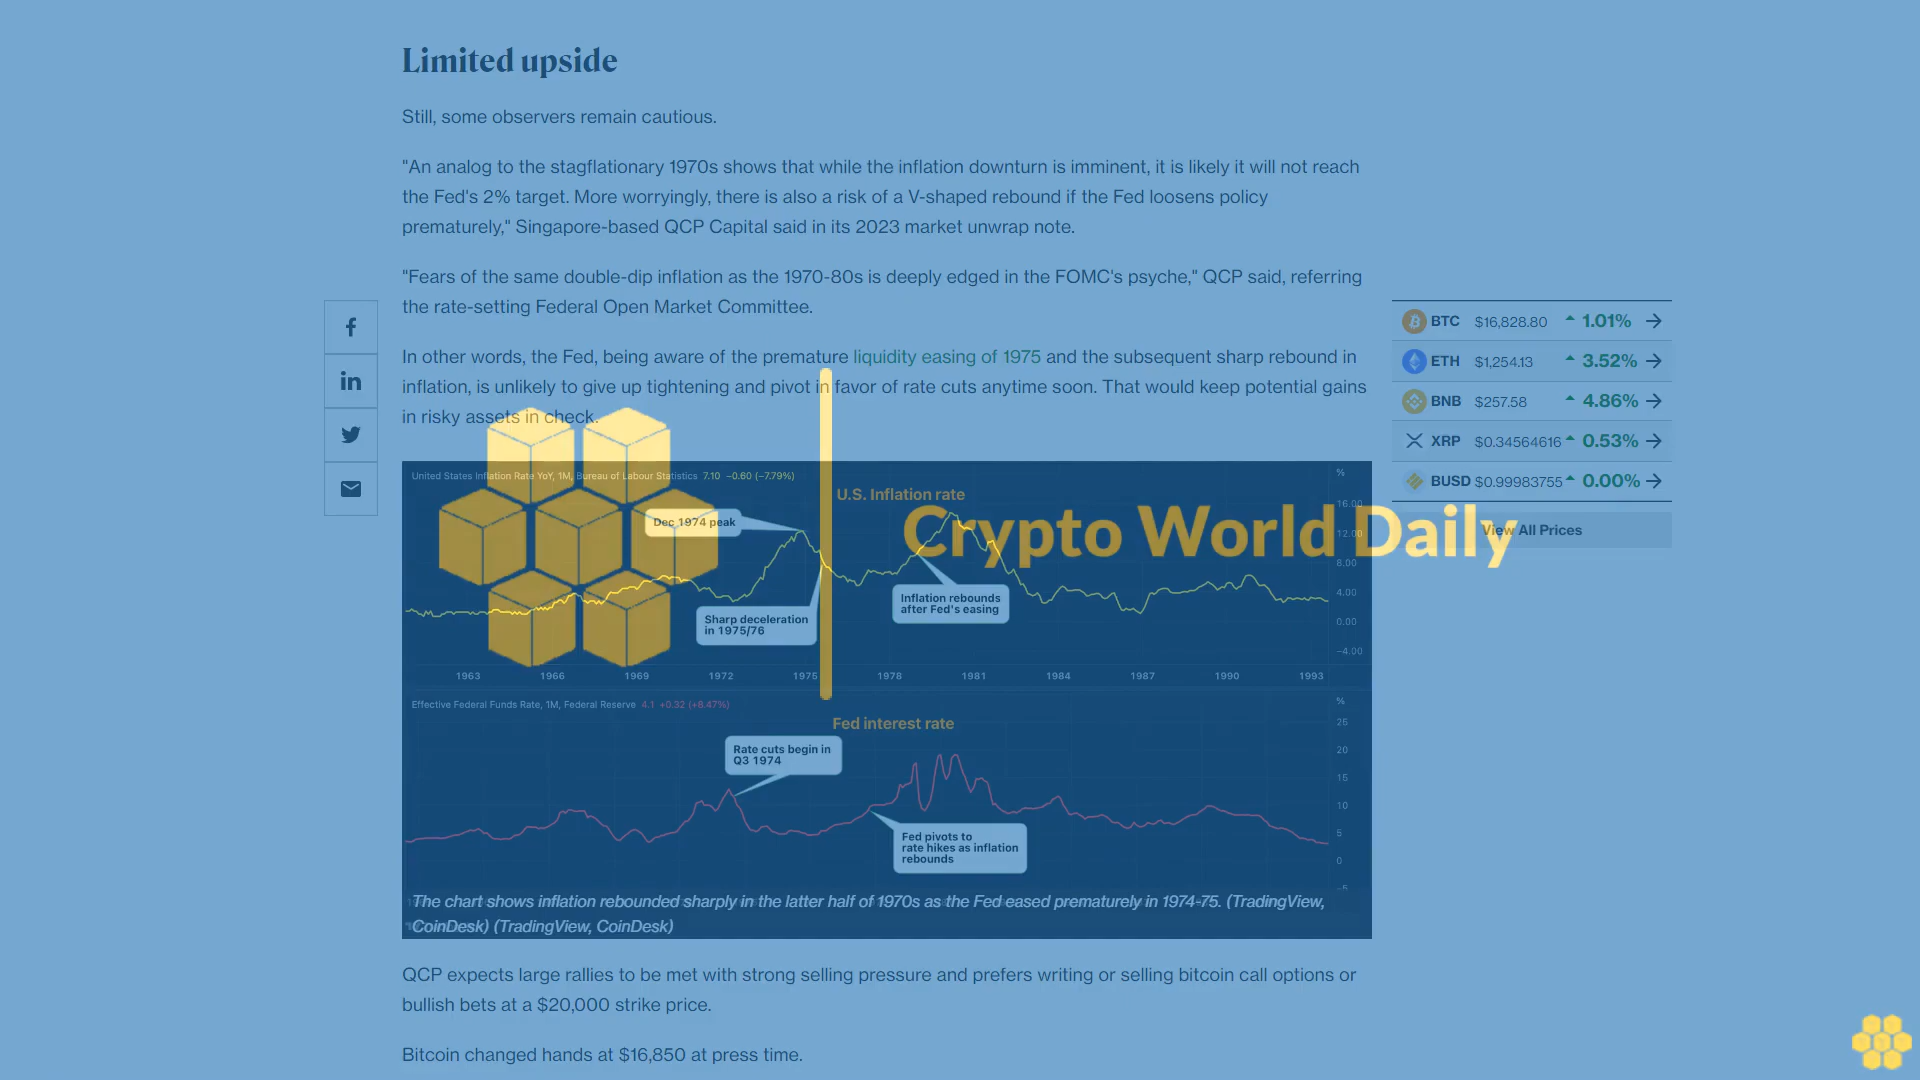 Limited upside
Still, some observers remain cautious.
"An analog to the stagflationary 1970s shows that while the inflation downturn is imminent, it is likely it will not reach
the Fed's 2% target. More worryingly, there is also a risk of a V-shaped rebound if the Fed loosens policy
prematurely," Singapore-based QCP Capital said in its 2023 market unwrap note.
"Fears of the same double-dip inflation as the 1970-80s is deeply edged in the FOMC's psyche," QCP said, referring
the rate-setting Federal Open Market Committee.
In other words, the Fed, being aware of the premature liquidity easing of 1975 and the subsequent sharp rebound in
inflation, is unlikely to give up tightening and pivot in favor of rate cuts anytime soon. That would keep potential gains
in risky assets in check.
BTC $16,828.80 1.01%
ETH $1,254.13 3.52%
BNB $257.58 4.86%
XRP $0.34564616 0.53%
BUSD $0.99983755 0.00%
View All Prices
Crypto World Daily
United States Inflation Rate YoY, 1M, Bureau of Labour Statistics 7.10 −0.60 (−7.79%)
U.S. Inflation rate
Dec 1974 peak
Sharp deceleration
in 1975/76
Inflation rebounds
after Fed's easing
%
16.00
12.00
8.00
4.00
0.00
−4.00
1963 1966 1969 1972 1975 1978 1981 1984 1987 1990 1993
Effective Federal Funds Rate, 1M, Federal Reserve 4.1 +0.32 (+8.47%)
Fed interest rate
Rate cuts begin in
Q3 1974
Fed pivots to
rate hikes as inflation
rebounds
%
25
20
15
10
5
0
−5
The chart shows inflation rebounded sharply in the latter half of 1970s as the Fed eased prematurely in 1974-75. (TradingView,
CoinDesk) (TradingView, CoinDesk)
QCP expects large rallies to be met with strong selling pressure and prefers writing or selling bitcoin call options or
bullish bets at a $20,000 strike price.
Bitcoin changed hands at $16,850 at press time.